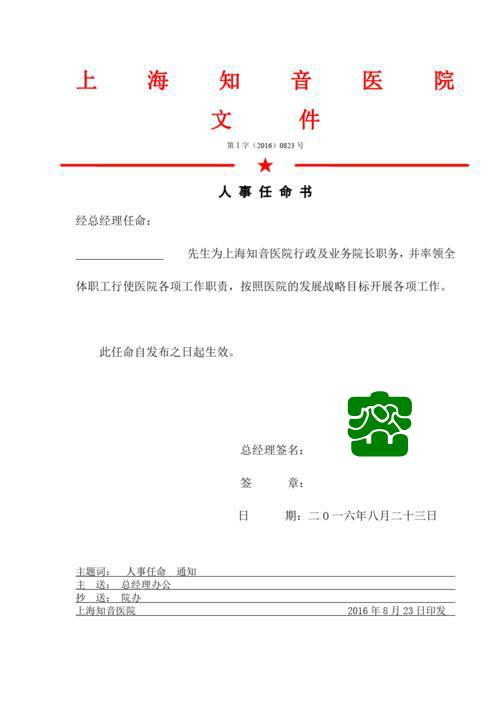 上海知音医院
文件
第Ⅰ字（2016）0823号
人事任命书
经总经理任命：
____________ 先生为上海知音医院行政及业务院长职务，并率领全
体职工行使医院各项工作职责，按照医院的发展战略目标开展各项工作。
此任命自发布之日起生效。
总经理签名：
签 章：
日 期：二О一六年八月二十三日
主题词： 人事任命 通知
主 送：总经理办公
抄 送：院办
上海知音医院 2016年8月23日印发